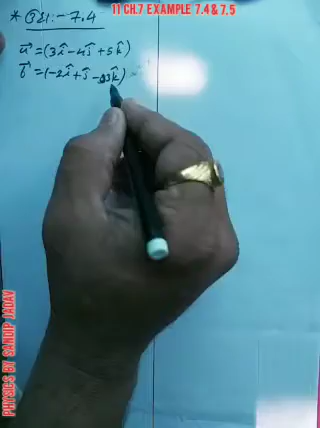 11 CH.7 EXAMPLE 7.4 & 7.5
* ઉદા:- 7.4
a⃗ = (3î - 4ĵ + 5k̂)
b⃗ = (-2î + ĵ - 3k̂)
PHYSICS BY SANDIP JADAV